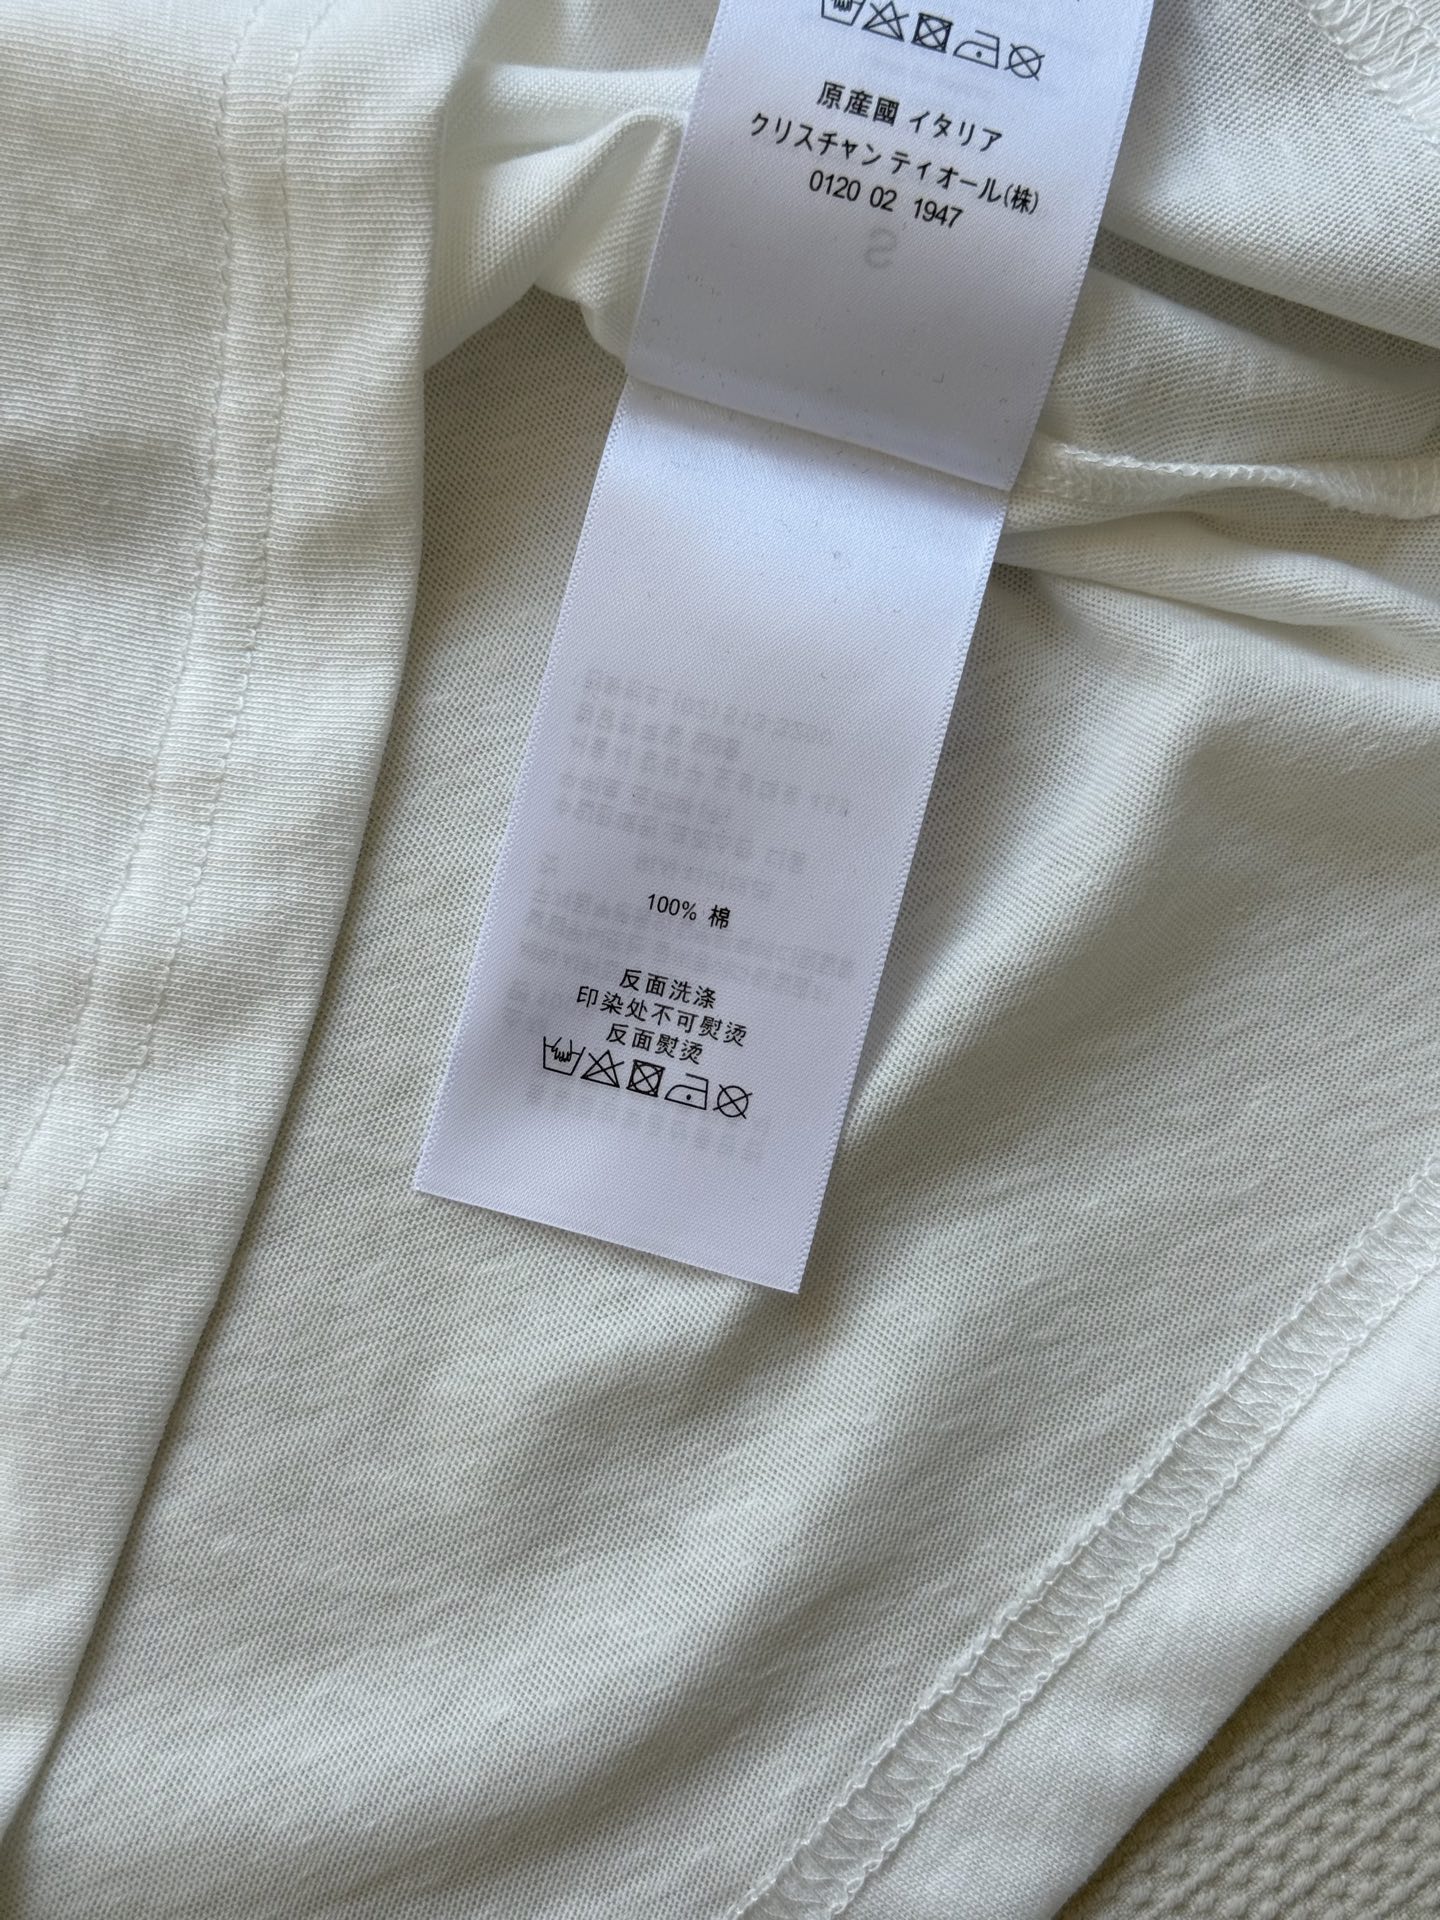 原産國 イタリア
クリスチャン ディオール(株)
0120 02 1947
S
100% 棉
反面洗涤
印染处不可熨烫
反面熨烫